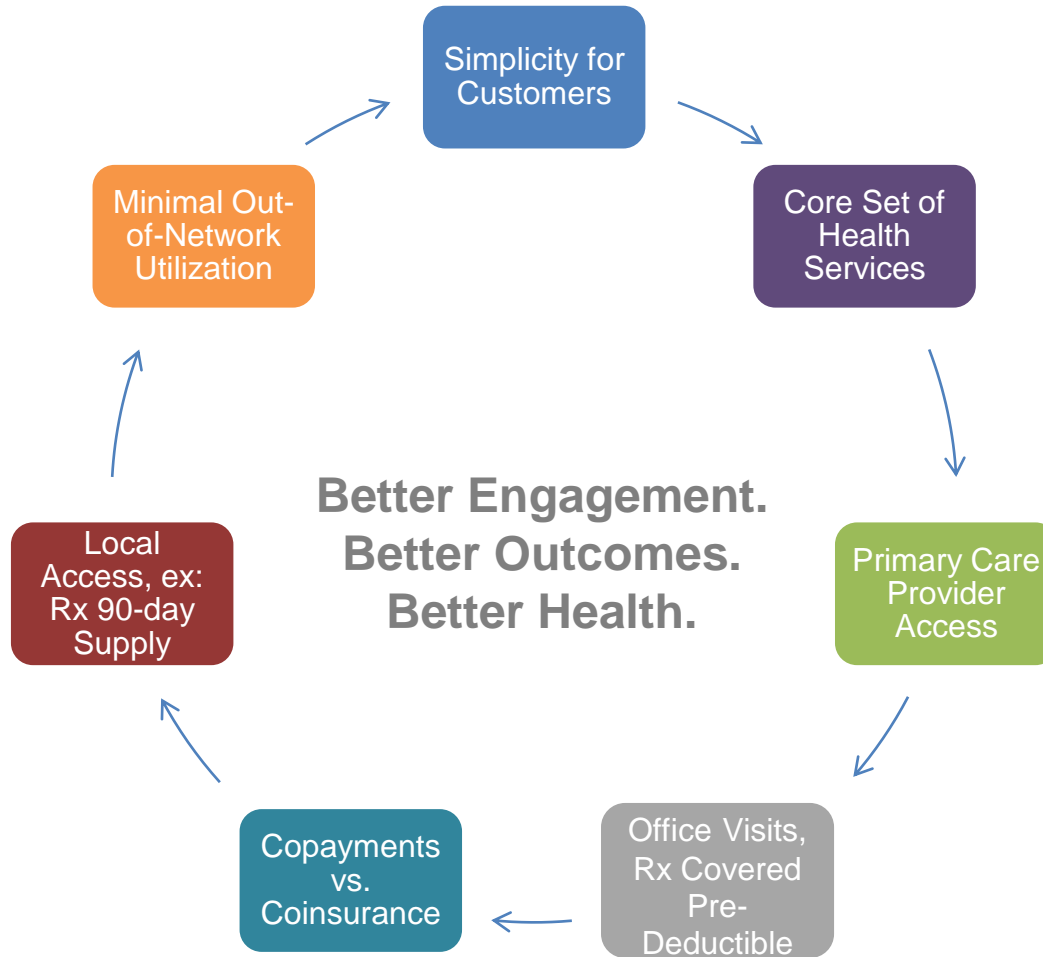 Simplicity for
Customers
Core Set of
Health
Services
Primary Care
Provider
Access
Office Visits,
Rx Covered
Pre-
Deductible
Copayments
vs.
Coinsurance
Local
Access, ex:
Rx 90-day
Supply
Minimal Out-
of-Network
Utilization
Better Engagement.
Better Outcomes.
Better Health.